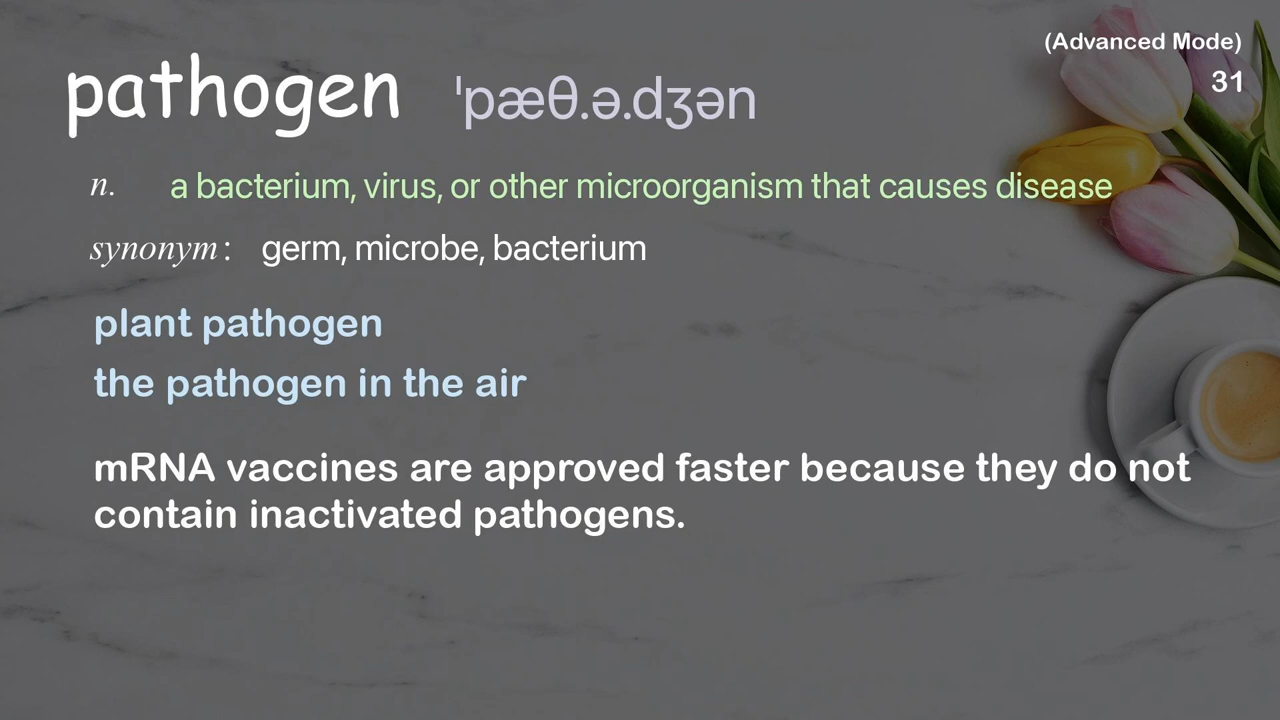 (Advanced Mode)
31
pathogen ˈpæθ.ə.dʒən
n. a bacterium, virus, or other microorganism that causes disease
synonym: germ, microbe, bacterium
plant pathogen
the pathogen in the air
mRNA vaccines are approved faster because they do not
contain inactivated pathogens.